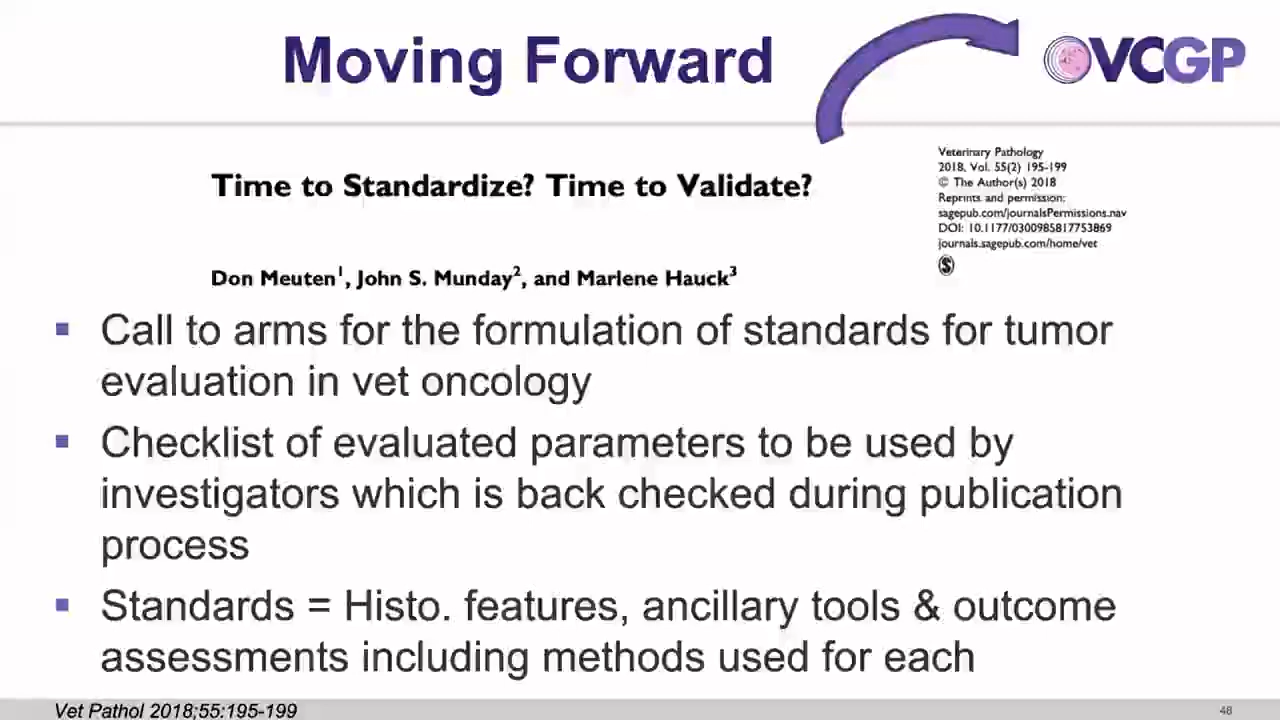 Moving Forward
VCGP
Time to Standardize? Time to Validate?
Veterinary Pathology
2018, Vol. 55(2) 195-199
© The Author(s) 2018
Reprints and permission:
sagepub.com/journalsPermissions.nav
DOI: 10.1177/0300985817753869
journals.sagepub.com/home/vet
Don Meuten1, John S. Munday2, and Marlene Hauck3
▪ Call to arms for the formulation of standards for tumor
evaluation in vet oncology
▪ Checklist of evaluated parameters to be used by
investigators which is back checked during publication
process
▪ Standards = Histo. features, ancillary tools & outcome
assessments including methods used for each
Vet Pathol 2018;55:195-199
48